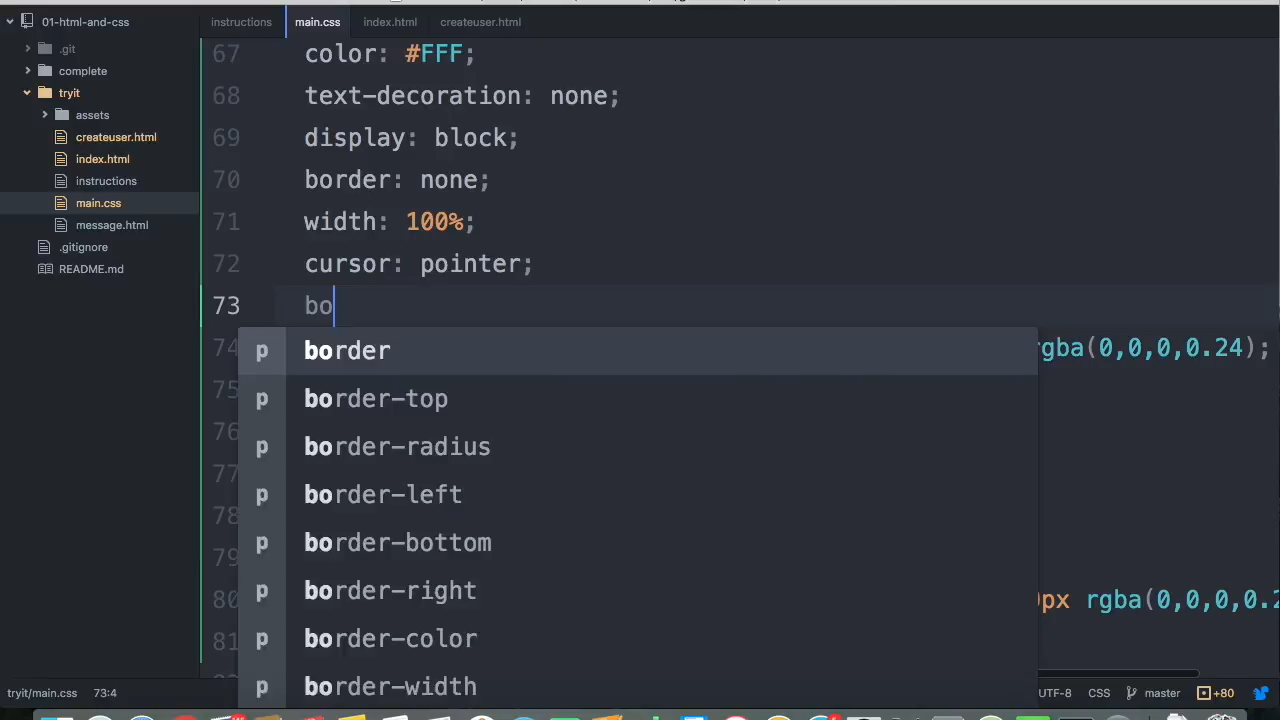 01-html-and-css
instructions
main.css
index.html
createuser.html
.git
complete
tryit
assets
createuser.html
index.html
instructions
main.css
message.html
.gitignore
README.md
67 color: #FFF;
68 text-decoration: none;
69 display: block;
70 border: none;
71 width: 100%;
72 cursor: pointer;
73 bo
74 rgba(0,0,0,0.24);
75
76
77
78
79
80 px rgba(0,0,0,0.2
81
p border
p border-top
p border-radius
p border-left
p border-bottom
p border-right
p border-color
p border-width
tryit/main.css 73:4
UTF-8 CSS master +80